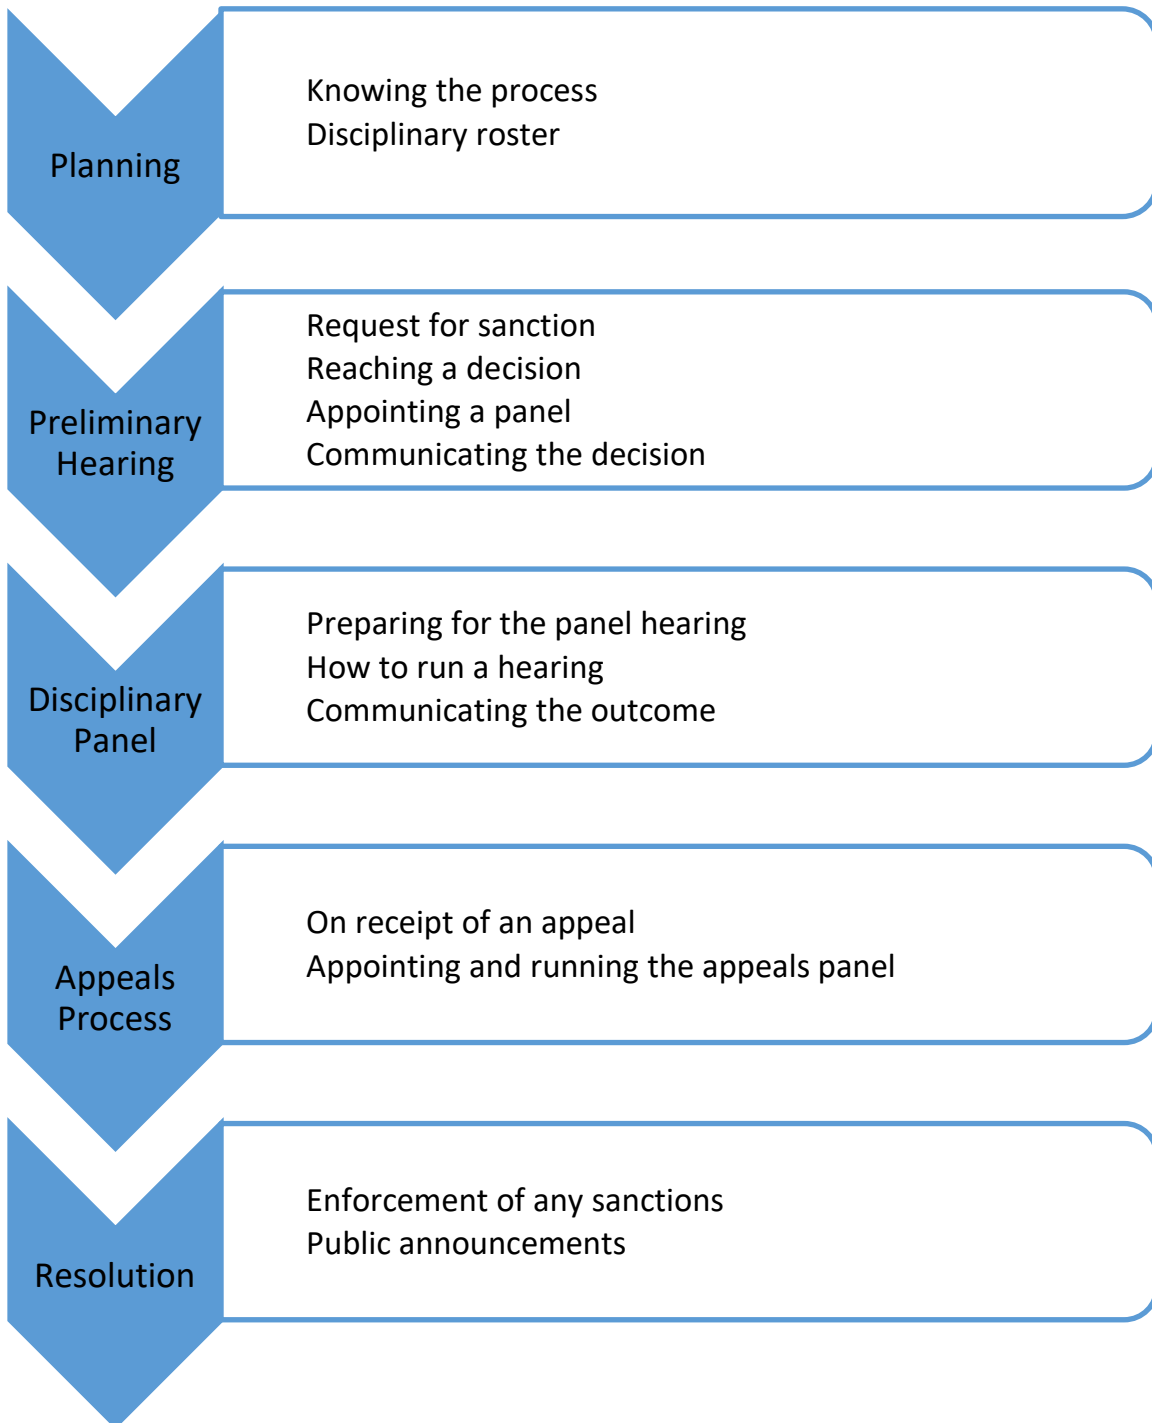 Planning
Knowing the process
Disciplinary roster
Preliminary
Hearing
Request for sanction
Reaching a decision
Appointing a panel
Communicating the decision
Disciplinary
Panel
Preparing for the panel hearing
How to run a hearing
Communicating the outcome
Appeals
Process
On receipt of an appeal
Appointing and running the appeals panel
Resolution
Enforcement of any sanctions
Public announcements